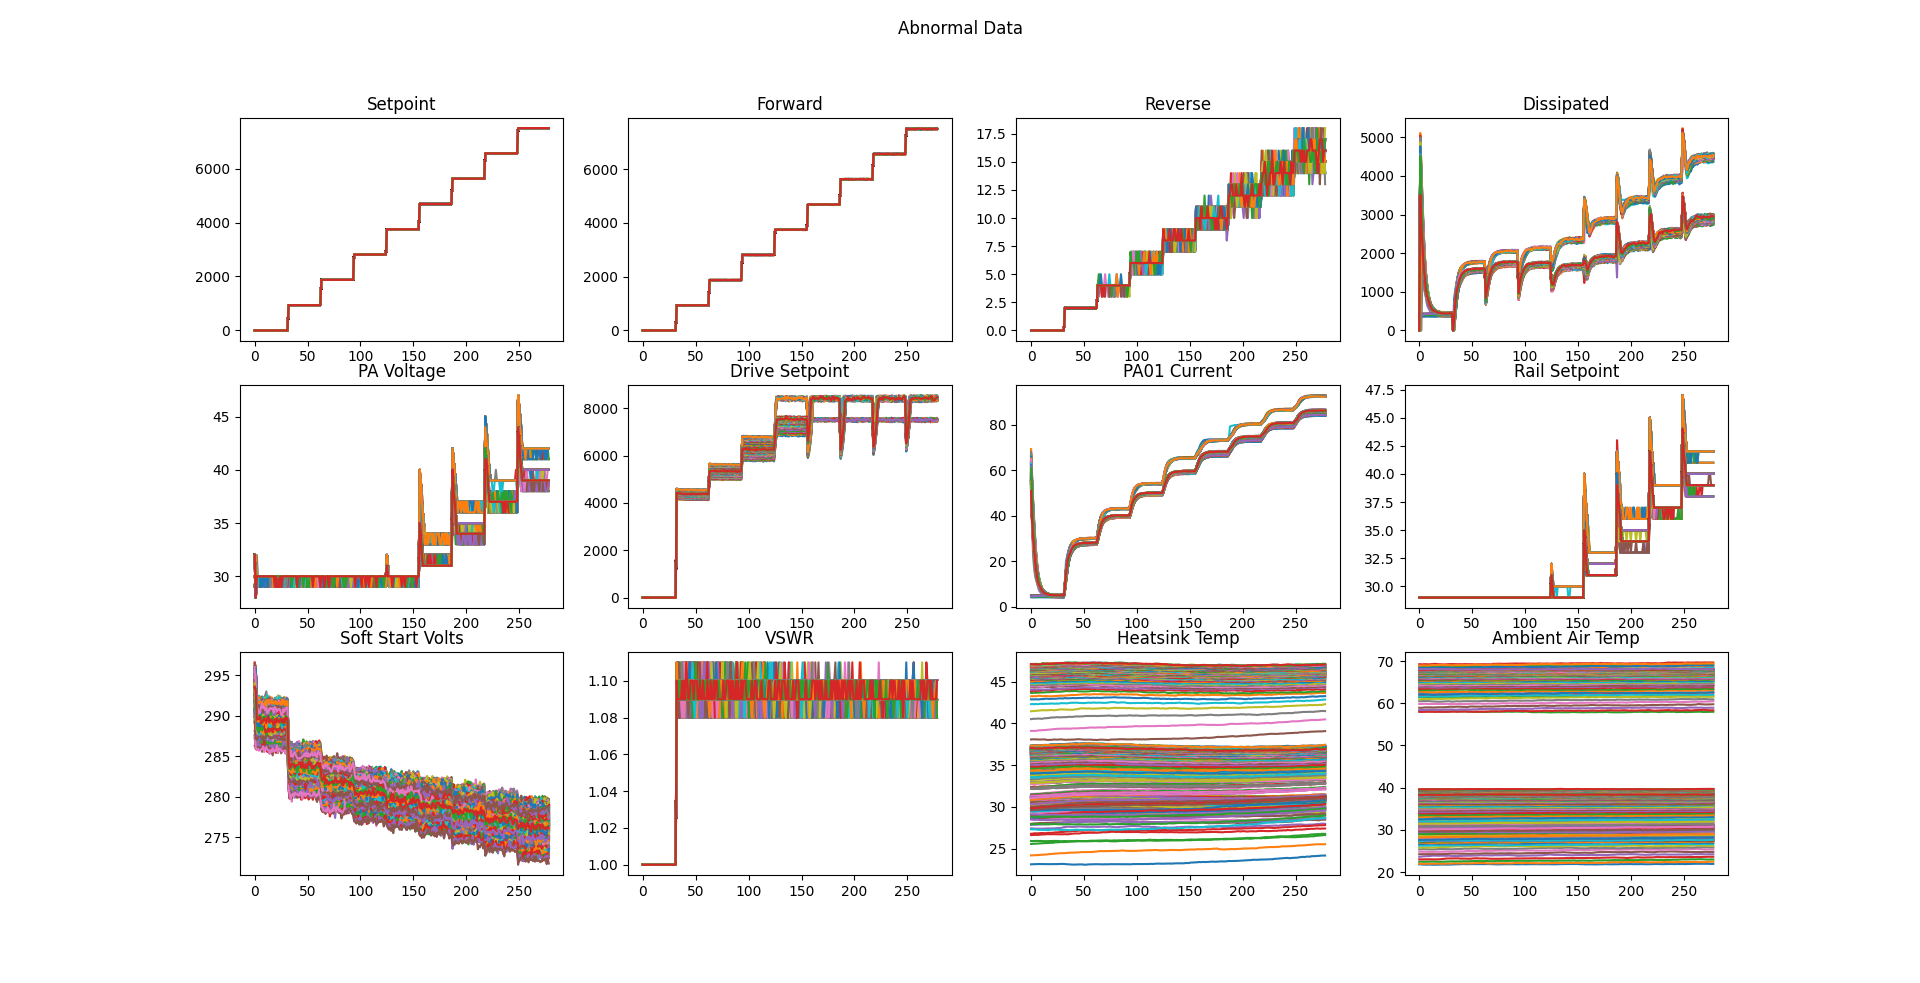 Abnormal Data
Setpoint
Forward
Reverse
Dissipated
6000
4000
2000
0
0 50 100 150 200 250
6000
4000
2000
0
0 50 100 150 200 250
17.5
15.0
12.5
10.0
7.5
5.0
2.5
0.0
0 50 100 150 200 250
5000
4000
3000
2000
1000
0
0 50 100 150 200 250
PA Voltage
Drive Setpoint
PA01 Current
Rail Setpoint
45
40
35
30
0 50 100 150 200 250
8000
6000
4000
2000
0
0 50 100 150 200 250
80
60
40
20
0
0 50 100 150 200 250
47.5
45.0
42.5
40.0
37.5
35.0
32.5
30.0
0 50 100 150 200 250
Soft Start Volts
VSWR
Heatsink Temp
Ambient Air Temp
295
290
285
280
275
0 50 100 150 200 250
1.10
1.08
1.06
1.04
1.02
1.00
0 50 100 150 200 250
45
40
35
30
25
0 50 100 150 200 250
70
60
50
40
30
20
0 50 100 150 200 250